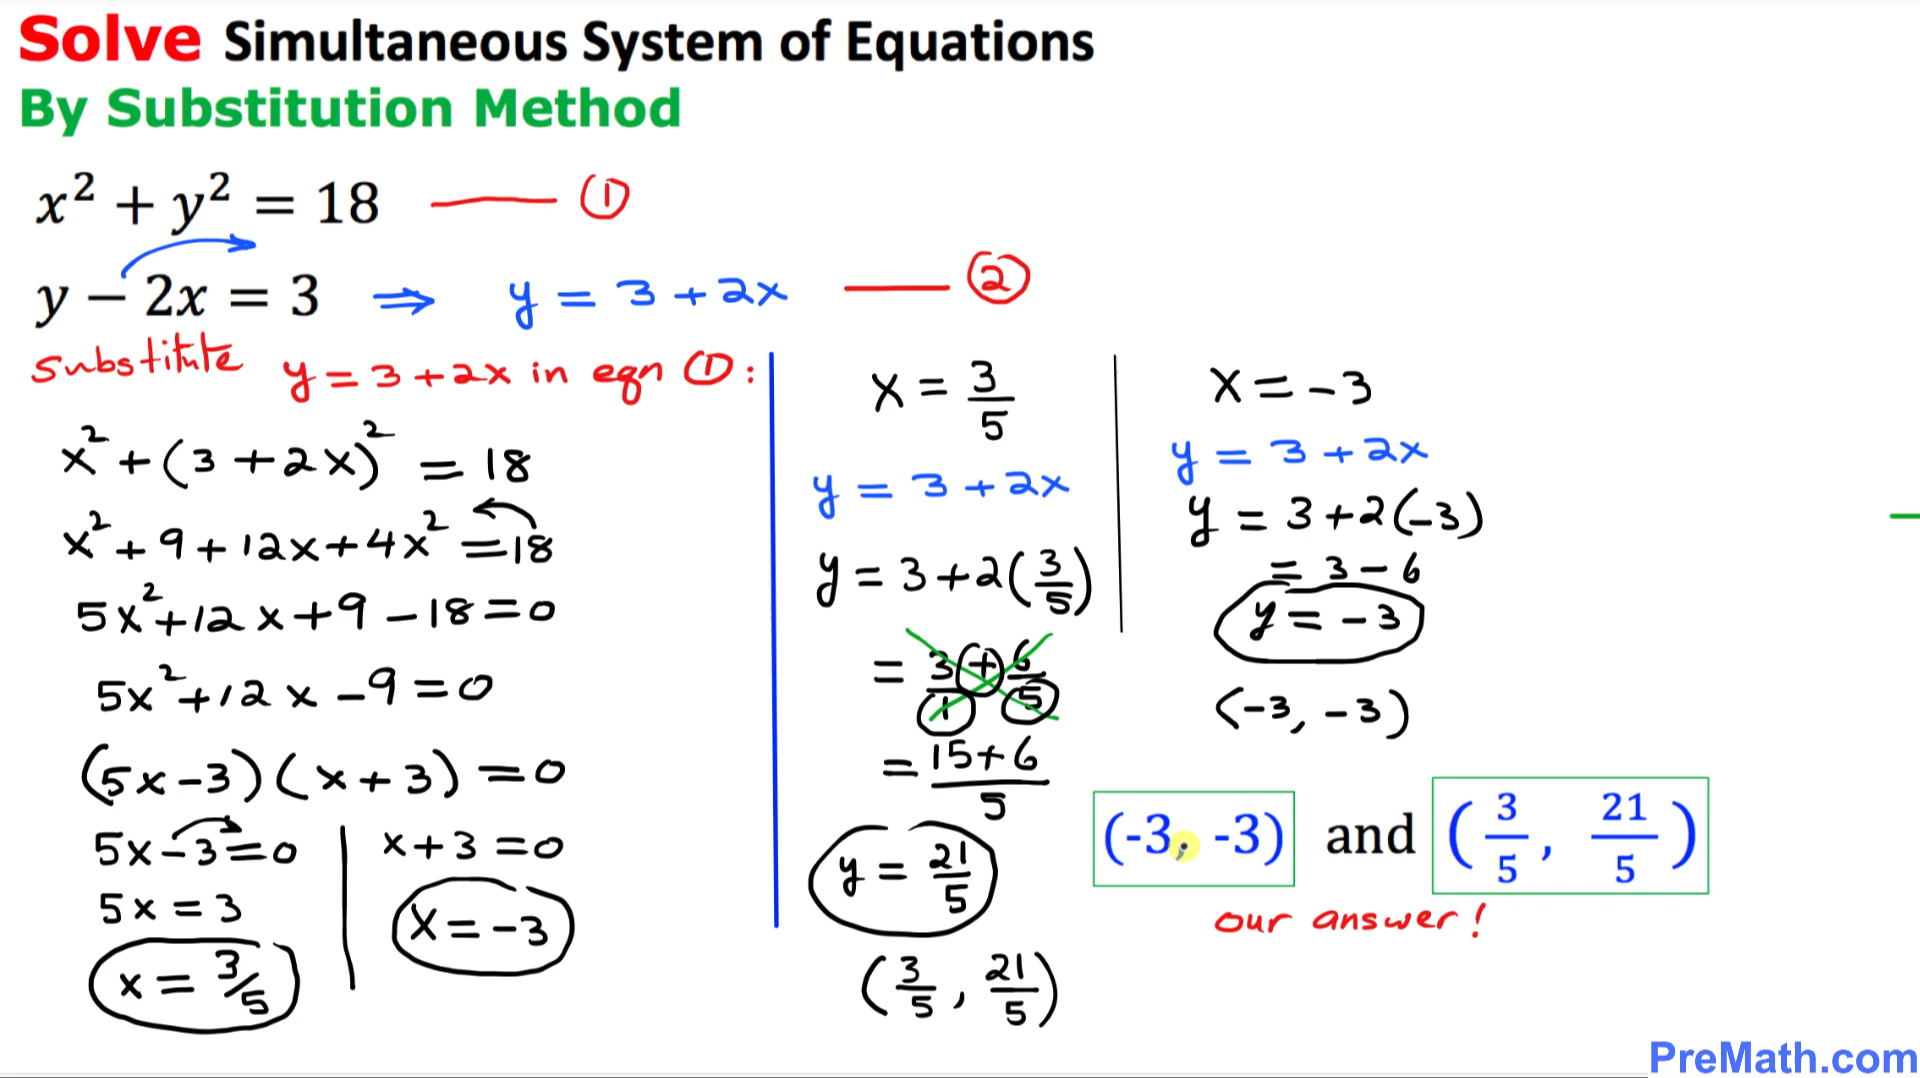 Solve Simultaneous System of Equations
By Substitution Method
x² + y² = 18 —— ①
y − 2x = 3 ⇒ y = 3 + 2x —— ②
Substitute y = 3 + 2x in eqn ① :
x² + (3 + 2x)² = 18
x² + 9 + 12x + 4x² = 18
5x² + 12x + 9 − 18 = 0
5x² + 12x − 9 = 0
(5x − 3)(x + 3) = 0
5x − 3 = 0
5x = 3
x = 3/5
x + 3 = 0
x = −3
x = 3/5
y = 3 + 2x
y = 3 + 2(3/5)
= 3/1 + 6/5
= (15 + 6)/5
y = 21/5
(3/5, 21/5)
x = −3
y = 3 + 2x
y = 3 + 2(−3)
= 3 − 6
y = −3
(−3, −3)
(-3, -3) and (3/5, 21/5)
our answer!
PreMath.com